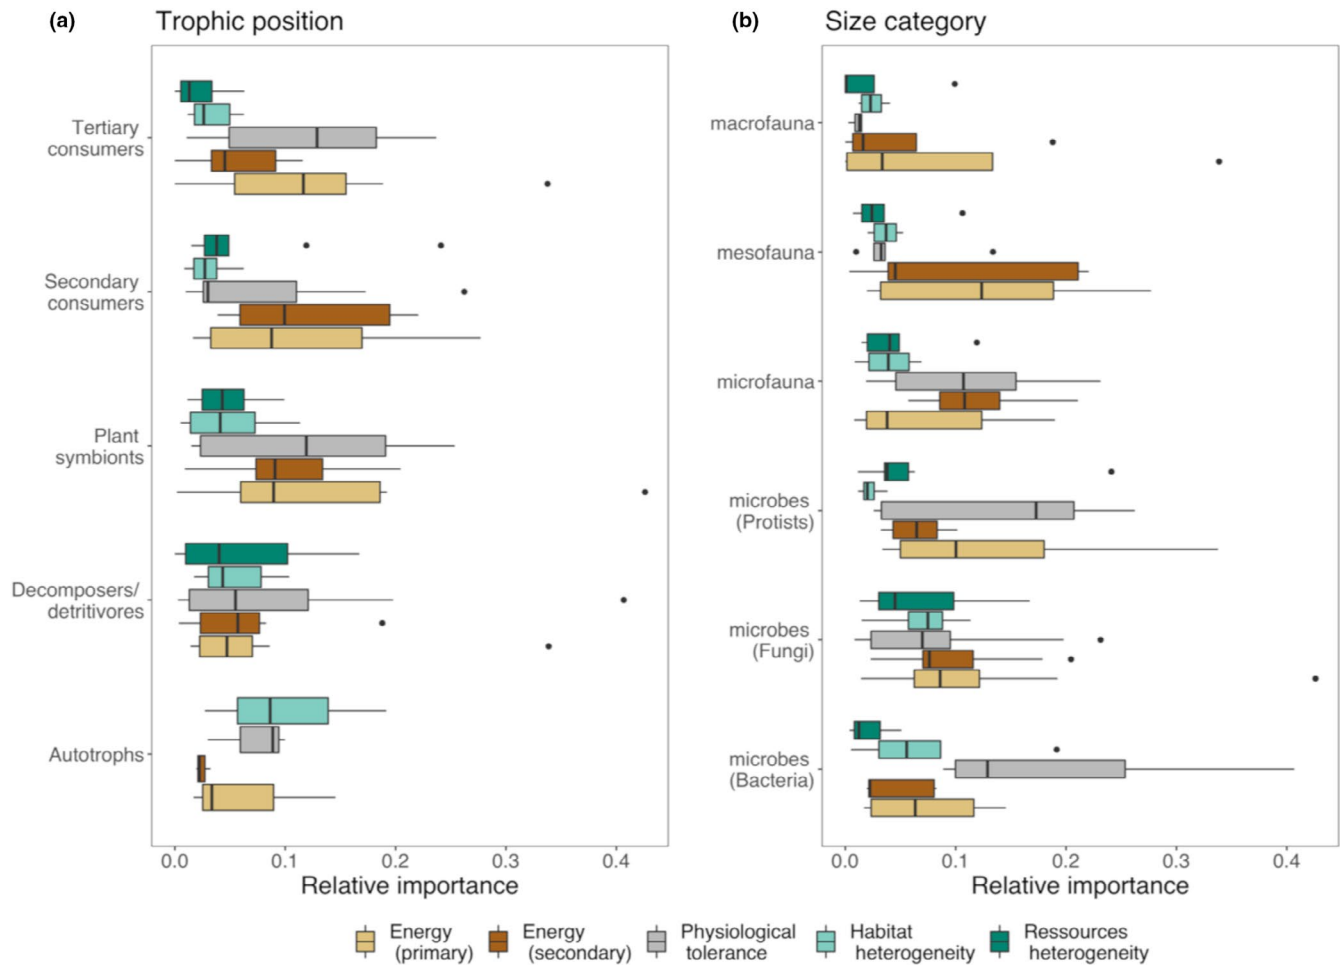 (a) Trophic position
Tertiary
consumers
Secondary
consumers
Plant
symbionts
Decomposers/
detritivores
Autotrophs
0.0 0.1 0.2 0.3 0.4
Relative importance
(b) Size category
macrofauna
mesofauna
microfauna
microbes
(Protists)
microbes
(Fungi)
microbes
(Bacteria)
0.0 0.1 0.2 0.3 0.4
Relative importance
Energy
(primary)
Energy
(secondary)
Physiological
tolerance
Habitat
heterogeneity
Ressources
heterogeneity